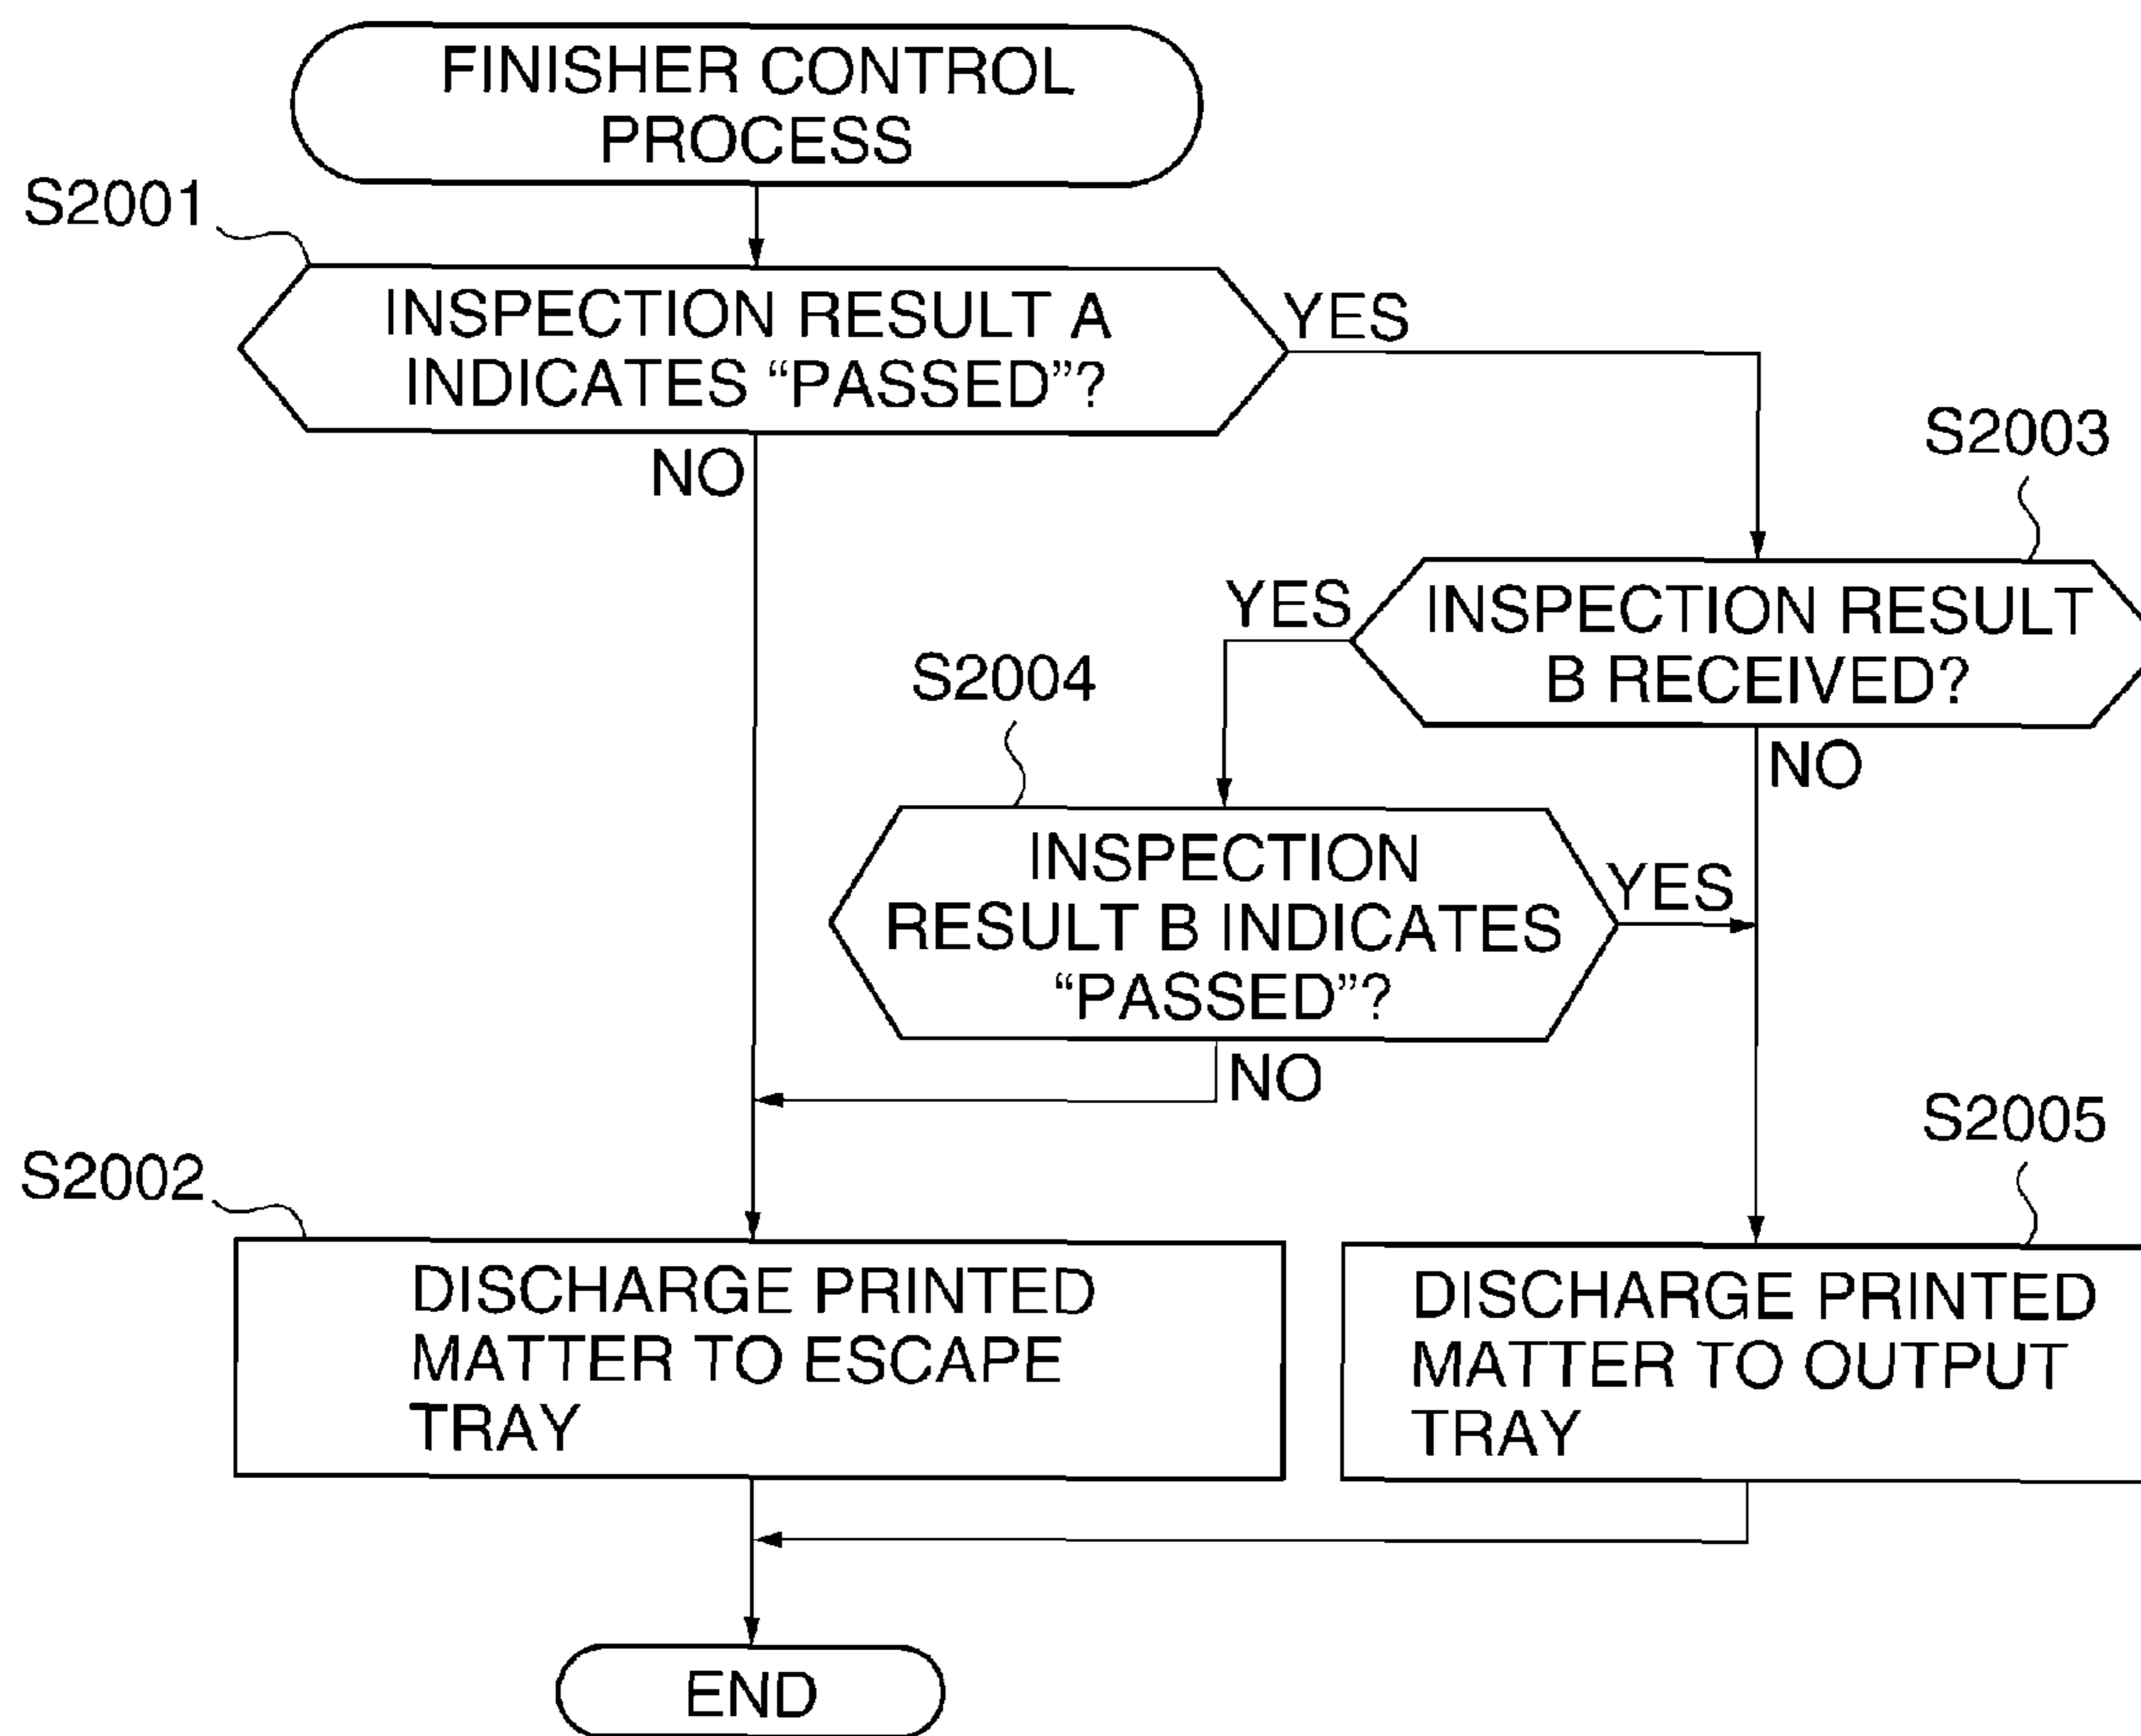 FINISHER CONTROL
PROCESS
S2001
INSPECTION RESULT A
INDICATES “PASSED”?
YES
NO
S2003
INSPECTION RESULT
B RECEIVED?
YES
NO
S2004
INSPECTION
RESULT B INDICATES
“PASSED”?
YES
NO
S2002
DISCHARGE PRINTED
MATTER TO ESCAPE
TRAY
S2005
DISCHARGE PRINTED
MATTER TO OUTPUT
TRAY
END